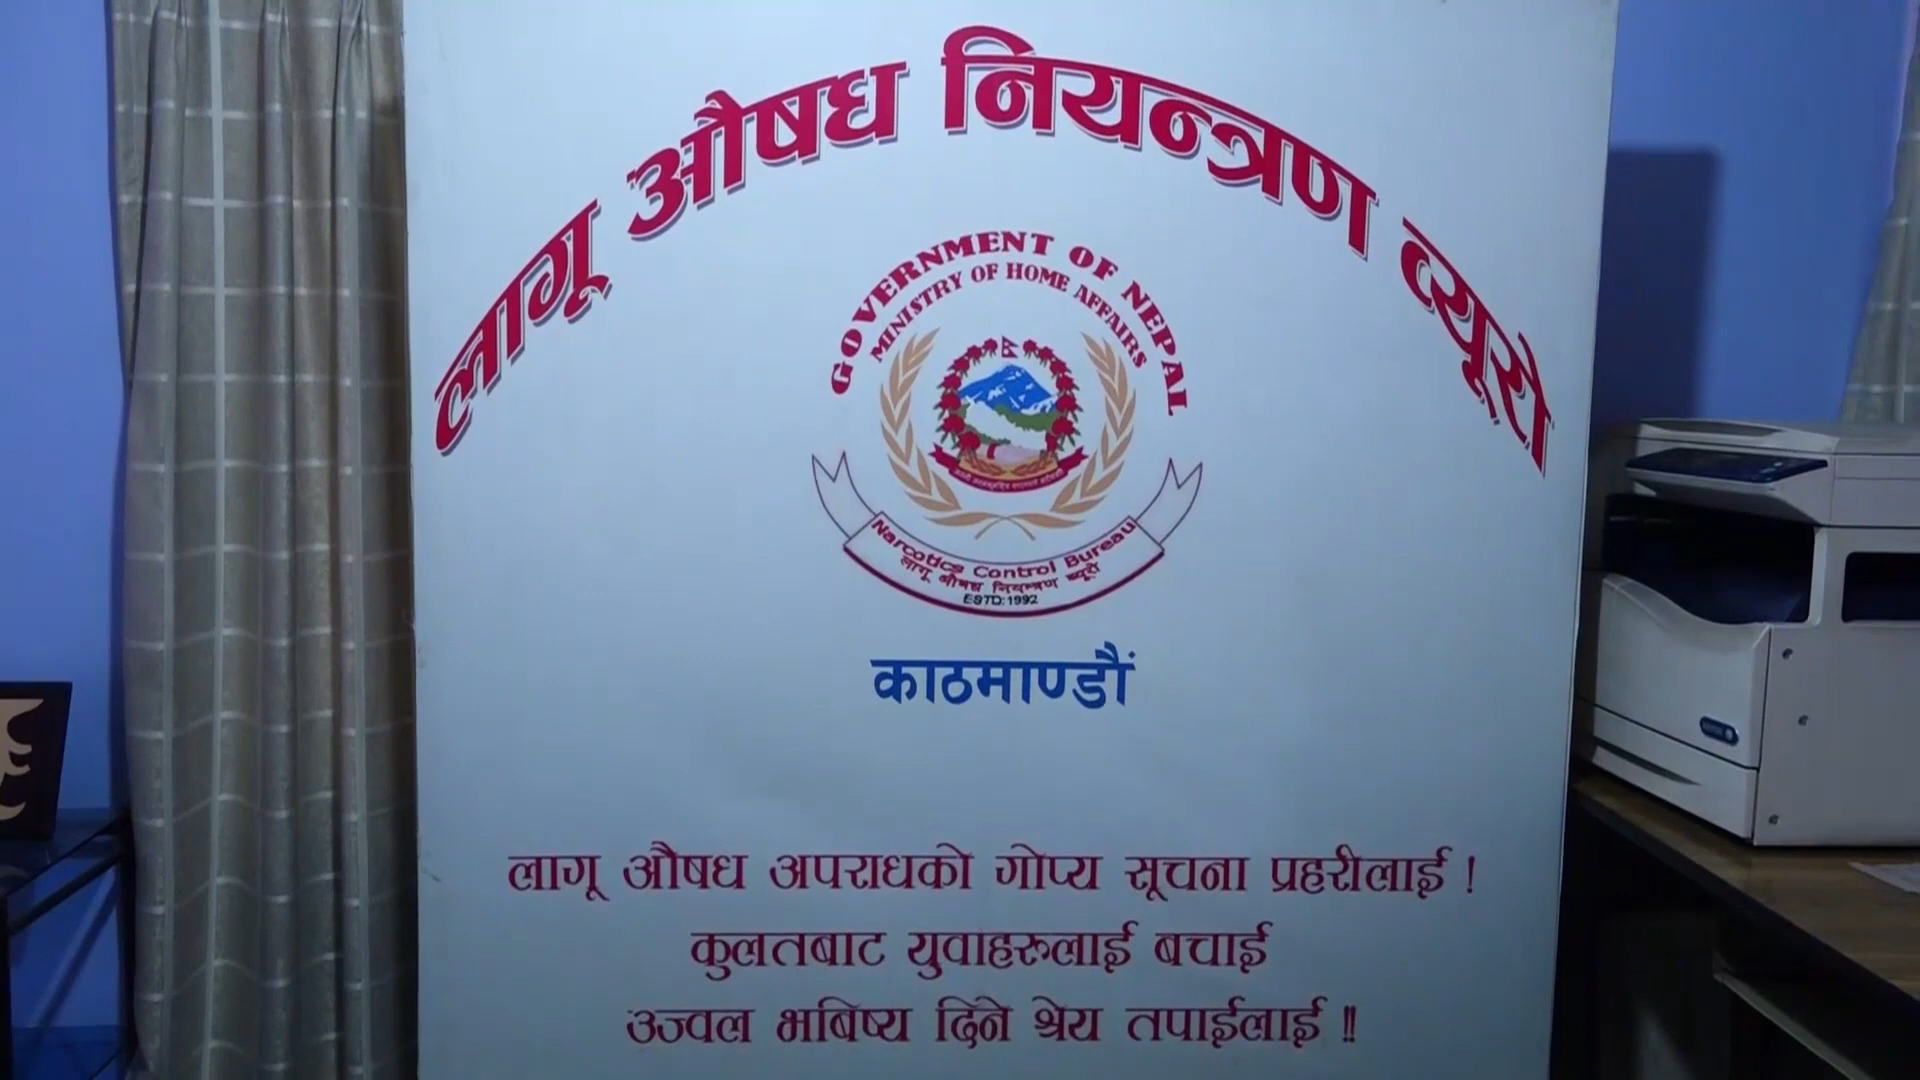 लागू औषध नियन्त्रण ब्यूरो
GOVERNMENT OF NEPAL
MINISTRY OF HOME AFFAIRS
Narcotics Control Bureau
लागू औषध नियन्त्रण ब्यूरो
ESTD:1992
काठमाण्डौं
लागू औषध अपराधको गोप्य सूचना प्रहरीलाई !
कुलतबाट युवाहरुलाई बचाई
उज्वल भबिष्य दिने श्रेय तपाईलाई !!